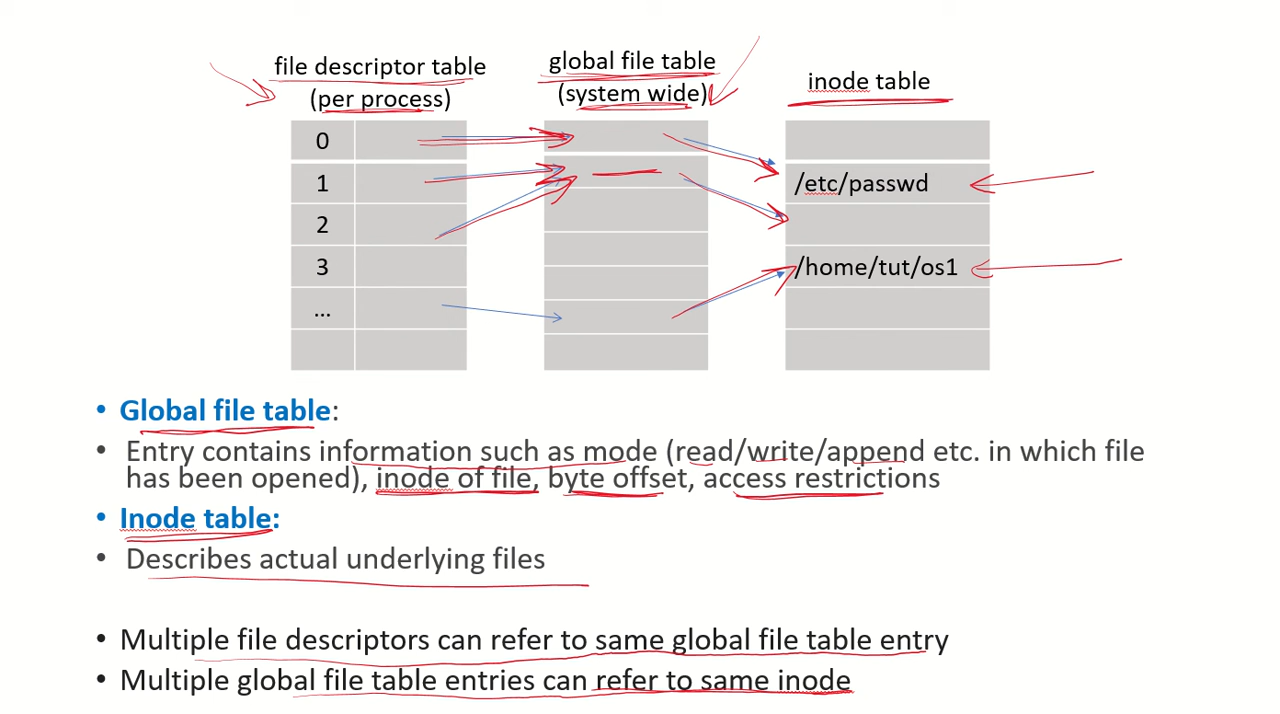 file descriptor table
(per process)
global file table
(system wide)
inode table
0
1
2
3
...
/etc/passwd
/home/tut/os1
• Global file table:
• Entry contains information such as mode (read/write/append etc. in which file
has been opened), inode of file, byte offset, access restrictions
• Inode table:
• Describes actual underlying files
• Multiple file descriptors can refer to same global file table entry
• Multiple global file table entries can refer to same inode